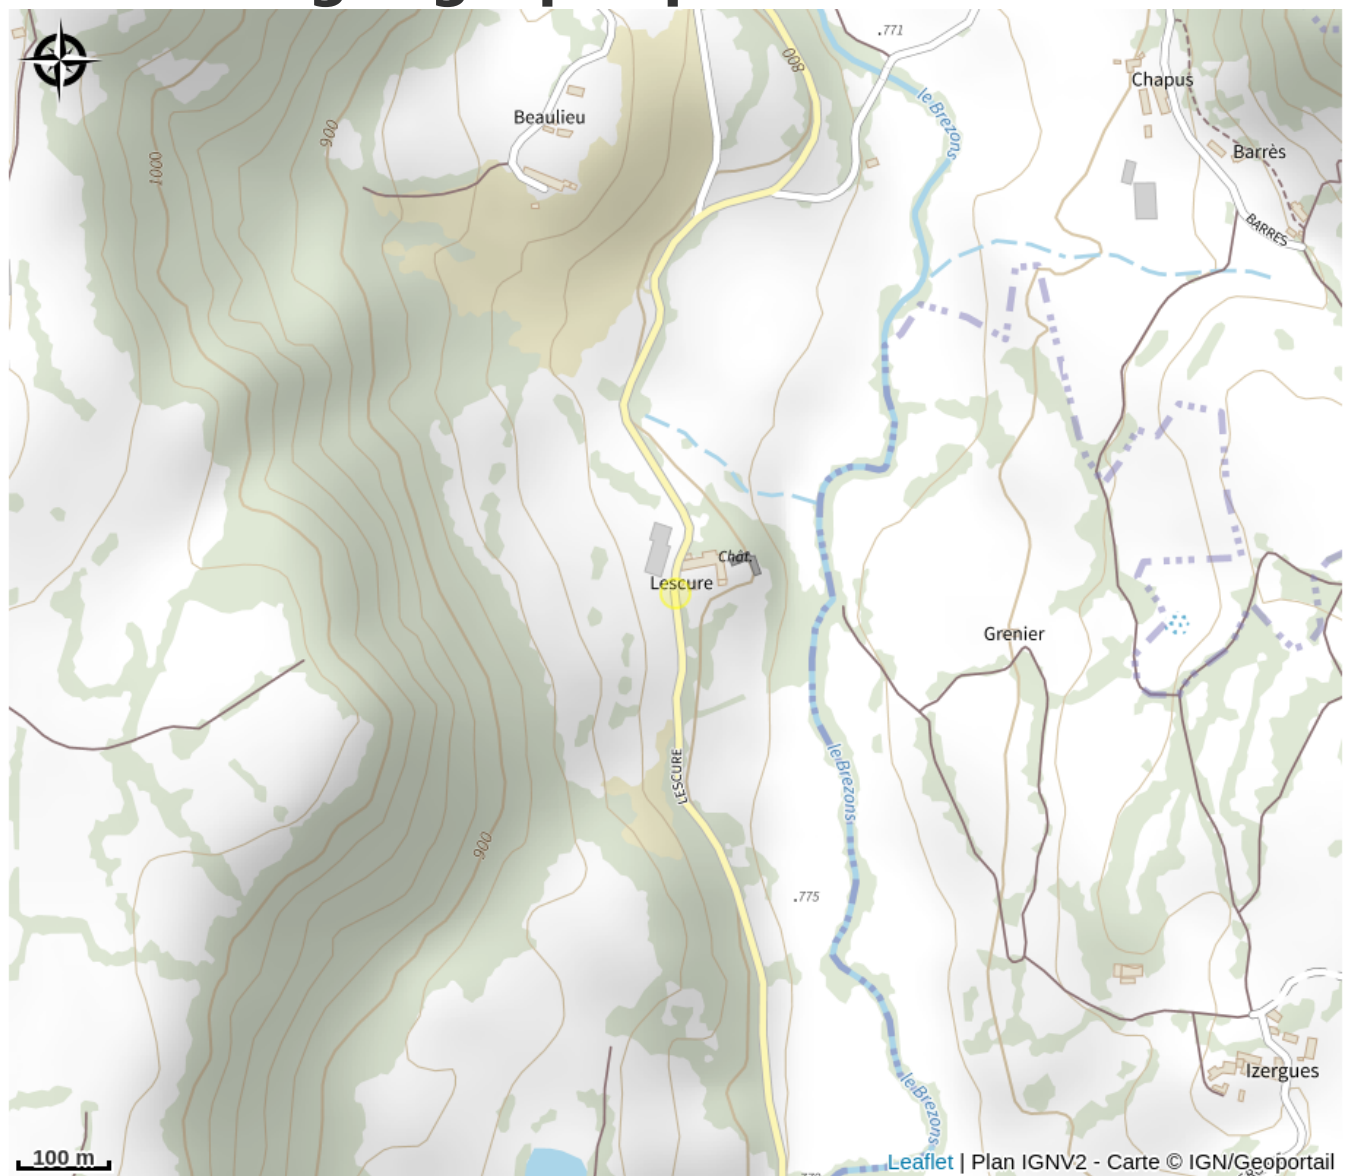 .771
800
Chapus
le Brezons
Beaulieu
900
1000
Barrès
BARRES
Chât.
Lescure
Grenier
LESCURE
le Brezons
900
.775
Izergues
le Brezons
100 m
Leaflet | Plan IGNV2 - Carte © IGN/Geoportail